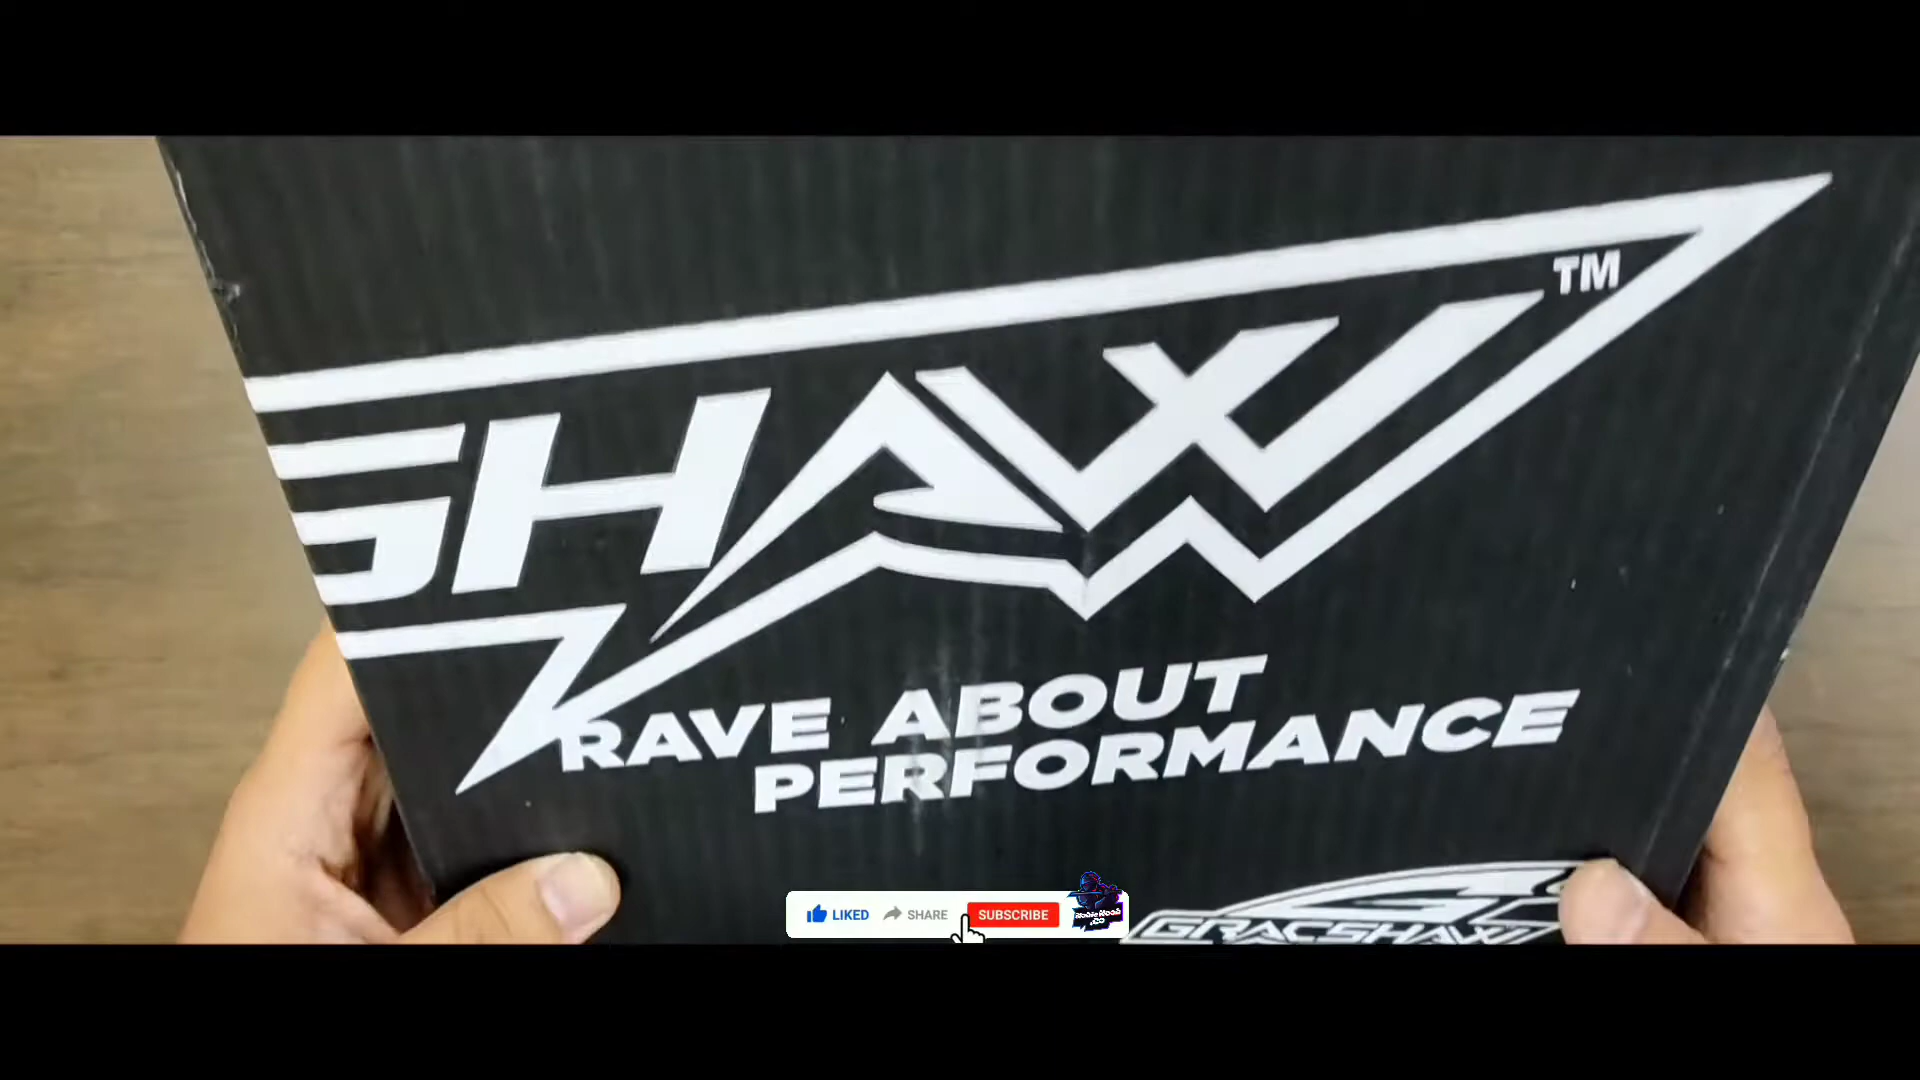 SHAW
TM
RAVE ABOUT
PERFORMANCE
LIKED SHARE SUBSCRIBE
GRACSHAW